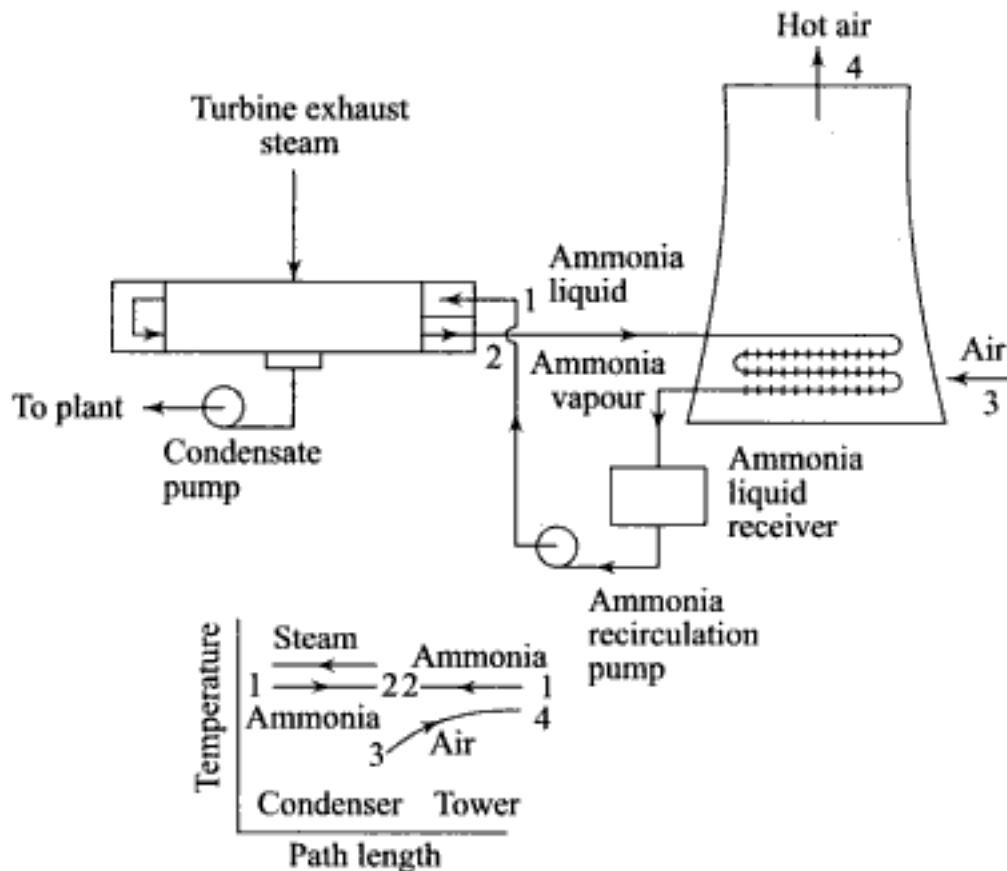 Hot air
4
Turbine exhaust
steam
Ammonia
liquid
1
2
Ammonia
vapour
Air
3
To plant
Condensate
pump
Ammonia
liquid
receiver
Ammonia
recirculation
pump
Temperature
Steam
Ammonia
1 2 2 1
Ammonia
3 Air 4
Condenser Tower
Path length